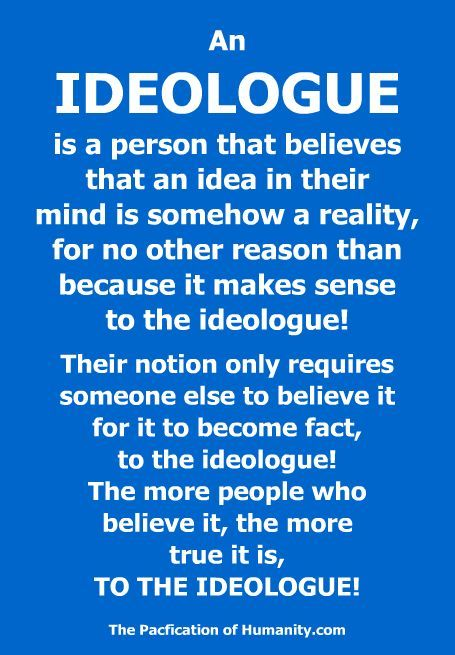 An
IDEOLOGUE
is a person that believes
that an idea in their
mind is somehow a reality,
for no other reason than
because it makes sense
to the ideologue!
Their notion only requires
someone else to believe it
for it to become fact,
to the ideologue!
The more people who
believe it, the more
true it is,
TO THE IDEOLOGUE!
The Pacfication of Humanity.com